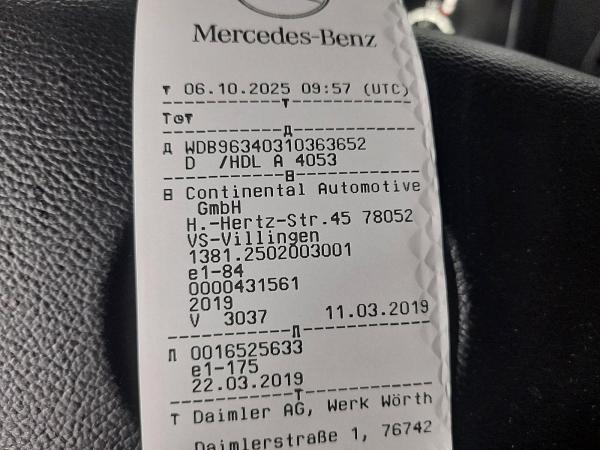 Mercedes-Benz
▼ 06.10.2025 09:57 (UTC)
----------------▼----------------
T⊙▼
----------------Д----------------
Д WDB96340310363652
D /HDL A 4053
----------------B----------------
B Continental Automotive
GmbH
H.-Hertz-Str.45 78052
VS-Villingen
1381.2502003001
e1-84
0000431561
2019
V 3037 11.03.2019
----------------Л----------------
Л 0016525633
e1-175
22.03.2019
----------------T----------------
T Daimler AG, Werk Wörth
Daimlerstraße 1, 76742